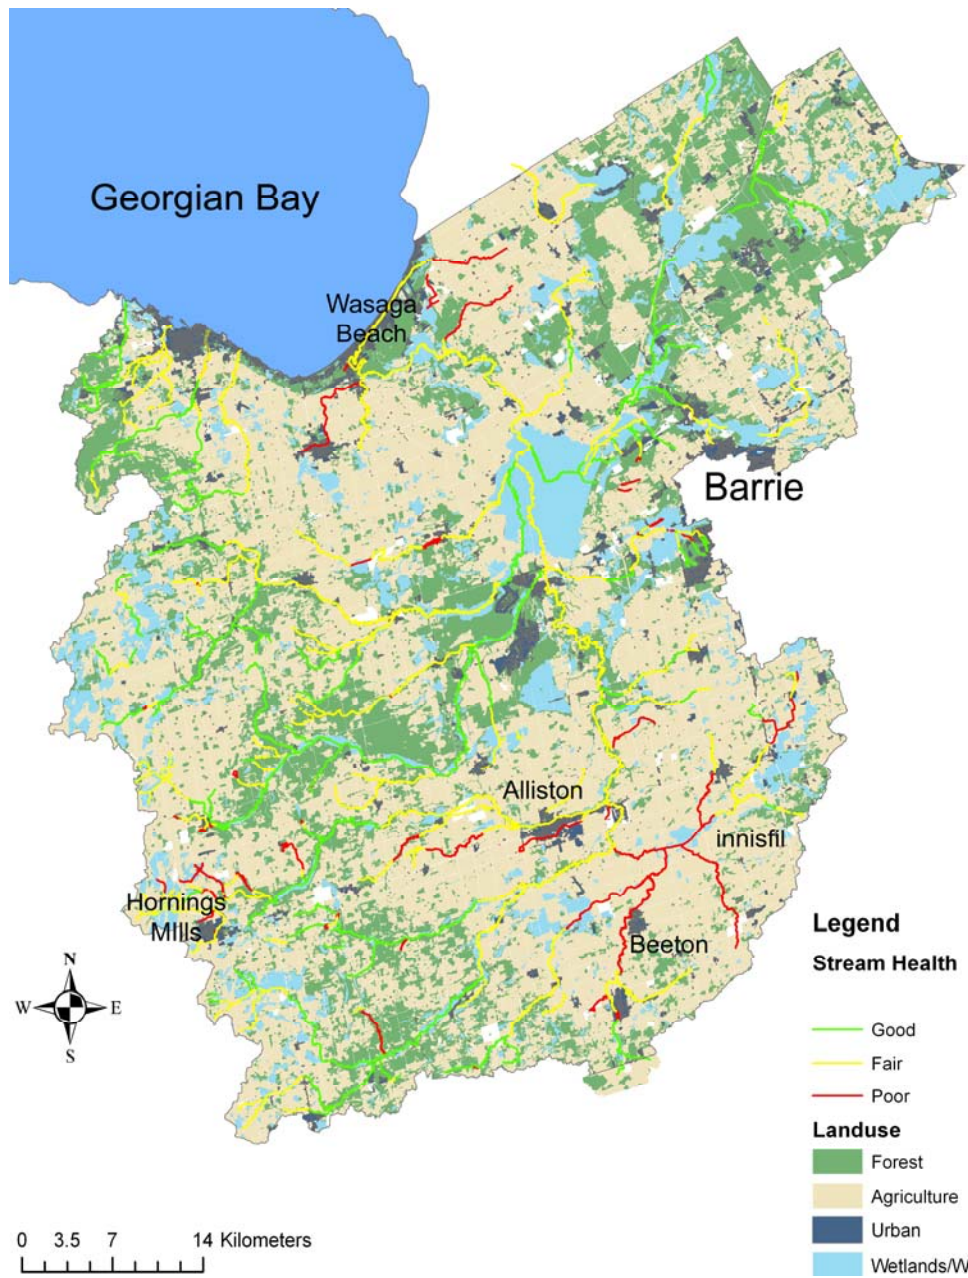 Georgian Bay
Wasaga
Beach
Barrie
Alliston
innisfil
Hornings
MIlls
Beeton
Legend
Stream Health
N
W
E
S
Good
Fair
Poor
Landuse
Forest
Agriculture
Urban
Wetlands/W
0 3.5 7 14 Kilometers